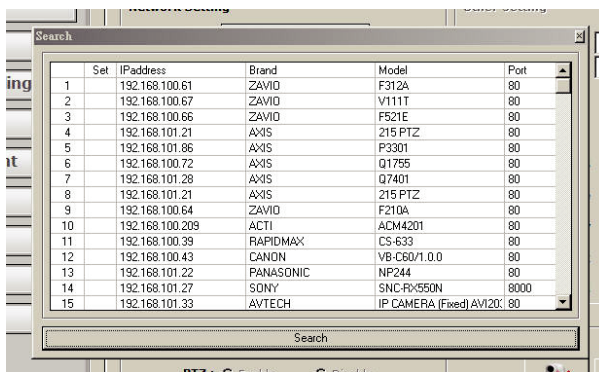 Network Setting
Search
Set IPaddress Brand Model Port
1 192.168.100.61 ZAVIO F312A 80
2 192.168.100.67 ZAVIO V111T 80
3 192.168.100.66 ZAVIO F521E 80
4 192.168.101.21 AXIS 215 PTZ 80
5 192.168.101.86 AXIS P3301 80
6 192.168.100.72 AXIS Q1755 80
7 192.168.101.28 AXIS Q7401 80
8 192.168.101.21 AXIS 215 PTZ 80
9 192.168.100.64 ZAVIO F210A 80
10 192.168.100.209 ACTI ACM4201 80
11 192.168.100.39 RAPIDMAX CS-633 80
12 192.168.100.43 CANON VB-C60/1.0.0 80
13 192.168.101.22 PANASONIC NP244 80
14 192.168.101.27 SONY SNC-RX550N 8000
15 192.168.101.33 AVTECH IP CAMERA (Fixed) AVI20 80
ing
nt
Search